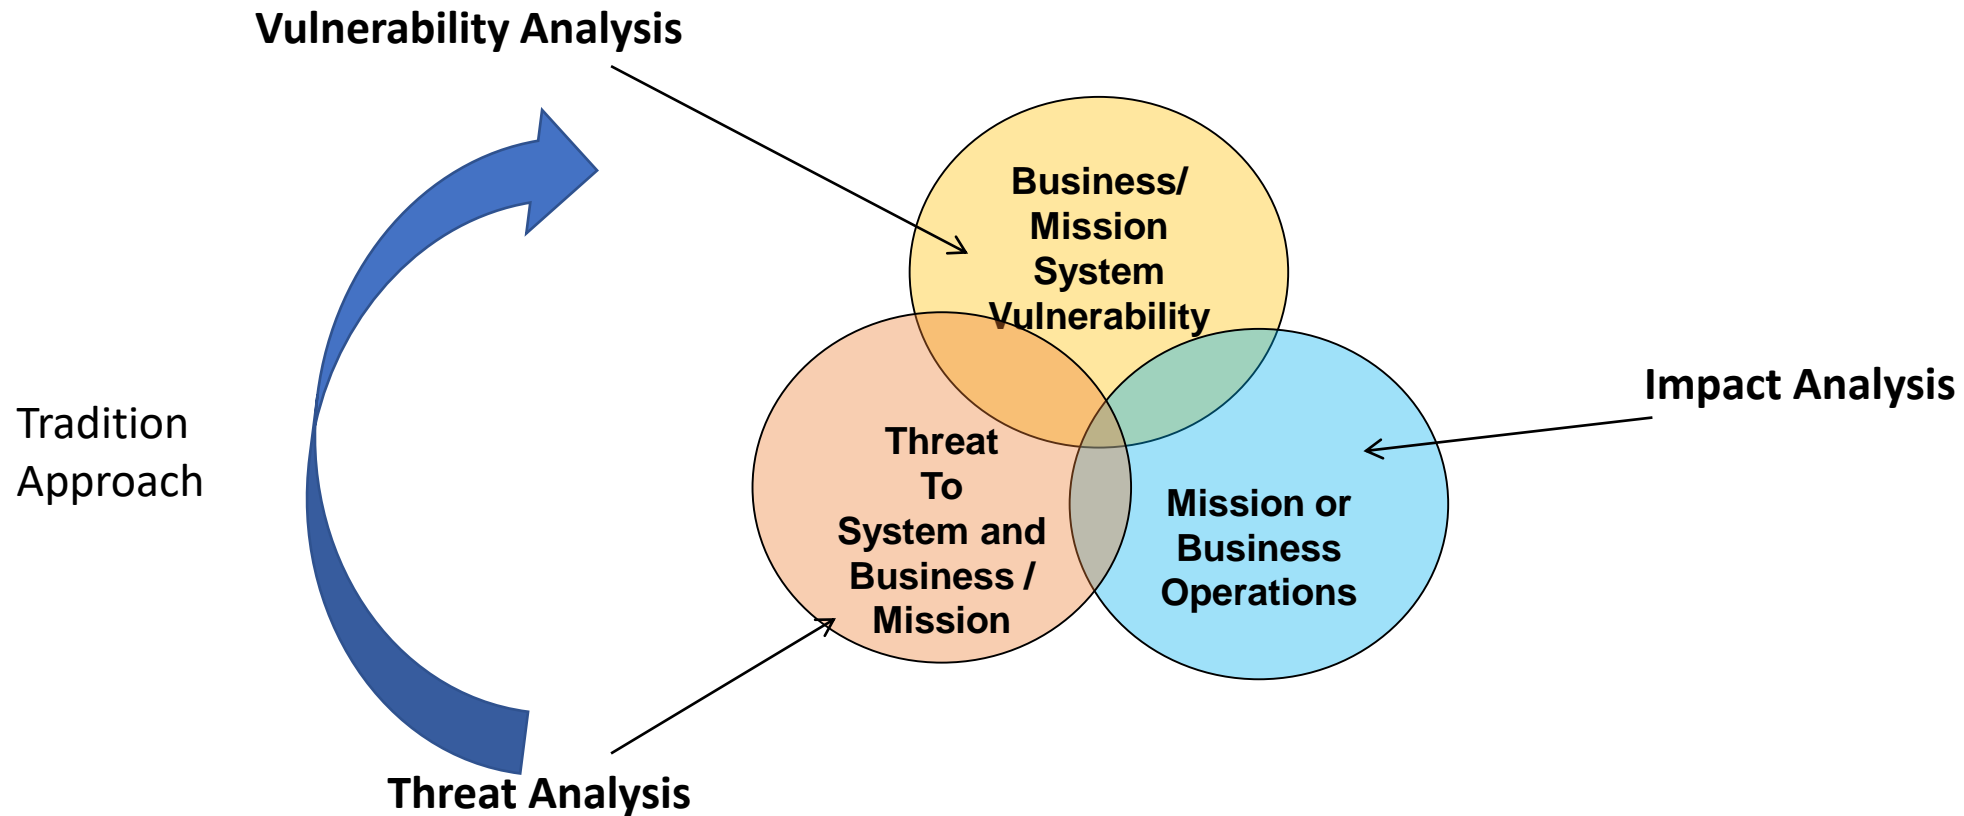 Vulnerability Analysis
Business/
Mission
System
Vulnerability
Impact Analysis
Tradition
Approach
Threat
To
System and
Business /
Mission
Mission or
Business
Operations
Threat Analysis